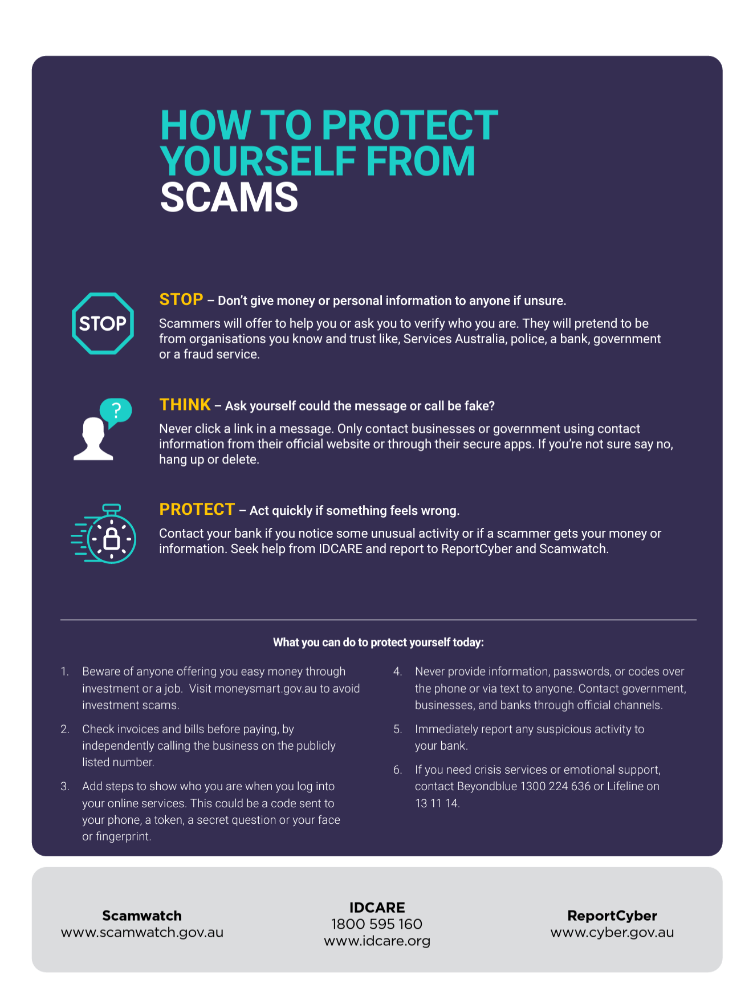 HOW TO PROTECT
YOURSELF FROM
SCAMS
STOP
STOP – Don’t give money or personal information to anyone if unsure.
Scammers will offer to help you or ask you to verify who you are. They will pretend to be
from organisations you know and trust like, Services Australia, police, a bank, government
or a fraud service.
?
THINK – Ask yourself could the message or call be fake?
Never click a link in a message. Only contact businesses or government using contact
information from their official website or through their secure apps. If you’re not sure say no,
hang up or delete.
PROTECT – Act quickly if something feels wrong.
Contact your bank if you notice some unusual activity or if a scammer gets your money or
information. Seek help from IDCARE and report to ReportCyber and Scamwatch.
What you can do to protect yourself today:
1. Beware of anyone offering you easy money through
investment or a job.  Visit moneysmart.gov.au to avoid
investment scams.
2. Check invoices and bills before paying, by
independently calling the business on the publicly
listed number.
3. Add steps to show who you are when you log into
your online services. This could be a code sent to
your phone, a token, a secret question or your face
or fingerprint.
4. Never provide information, passwords, or codes over
the phone or via text to anyone. Contact government,
businesses, and banks through official channels.
5. Immediately report any suspicious activity to
your bank.
6. If you need crisis services or emotional support,
contact Beyondblue 1300 224 636 or Lifeline on
13 11 14.
Scamwatch
www.scamwatch.gov.au
IDCARE
1800 595 160
www.idcare.org
ReportCyber
www.cyber.gov.au